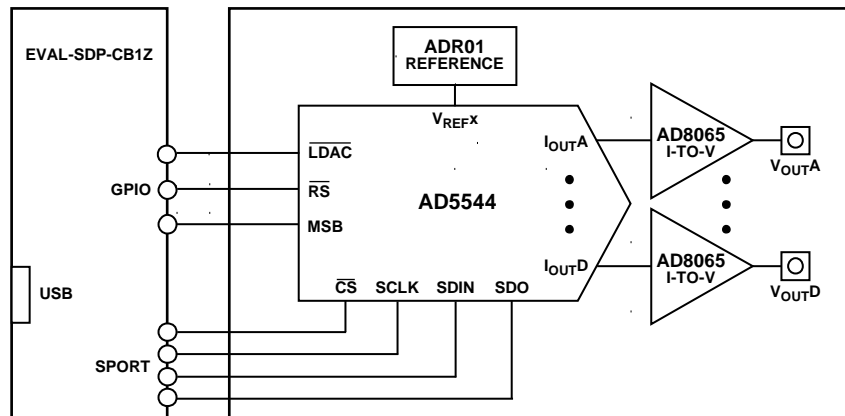 EVAL-SDP-CB1Z
ADR01
REFERENCE
VREFX
LDAC
IOUTA
AD8065
I-TO-V
VOUTA
GPIO
RS
AD5544
MSB
IOUTD
AD8065
I-TO-V
VOUTD
USB
CS
SCLK
SDIN
SDO
SPORT